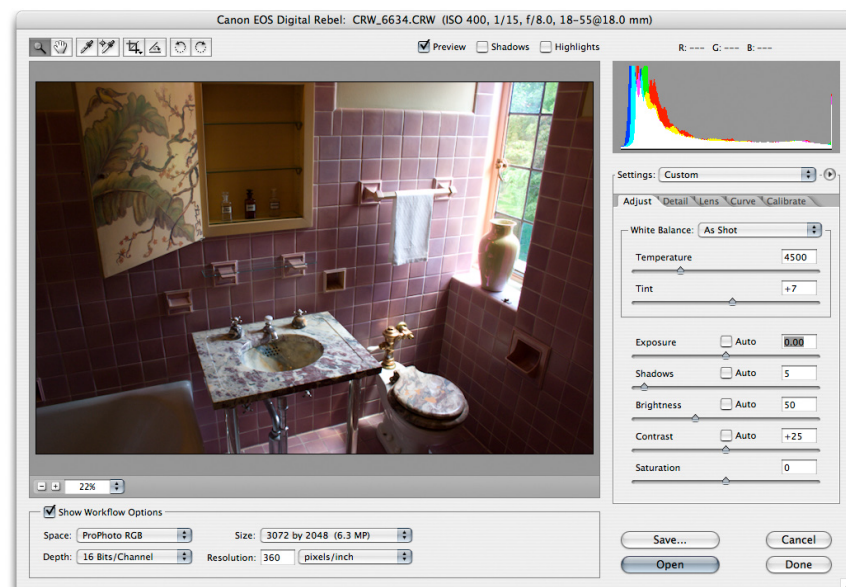 Canon EOS Digital Rebel:  CRW_6634.CRW (ISO 400, 1/15, f/8.0, 18-55@18.0 mm)
Preview Shadows Highlights
R: --- G: --- B: ---
Settings: Custom
Adjust Detail Lens Curve Calibrate
White Balance: As Shot
Temperature 4500
Tint +7
Exposure Auto 0.00
Shadows 5
Brightness Auto 50
Contrast Auto +25
Saturation 0
22%
Show Workflow Options
Space: ProPhoto RGB Size: 3072 by 2048 (6.3 MP)
Depth: 16 Bits/Channel Resolution: 360 pixels/inch
Save... Cancel
Open Done